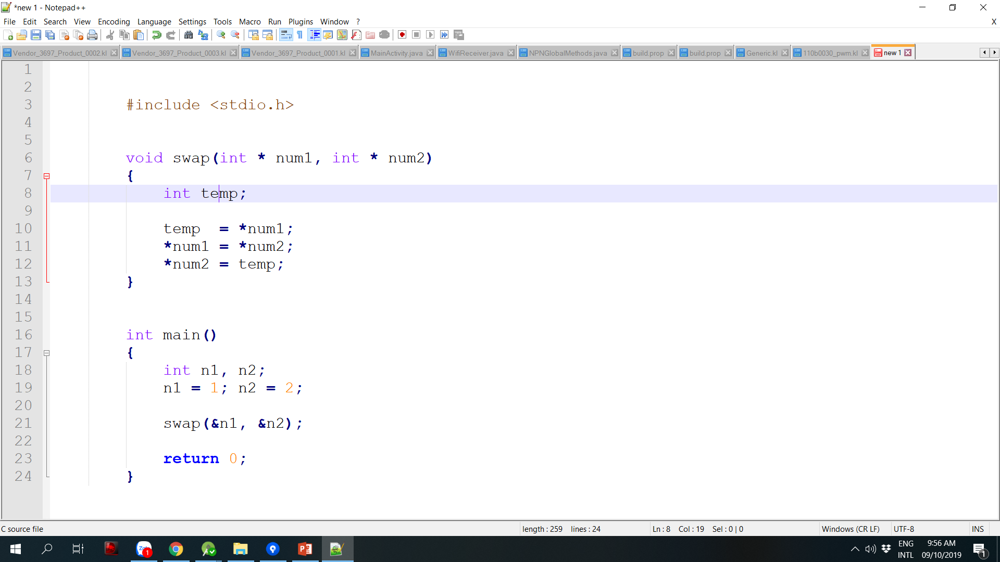 *new 1 - Notepad++
File Edit Search View Encoding Language Settings Tools Macro Run Plugins Window ? X
Vendor_3697_Product_0002.kl Vendor_3697_Product_0003.kl Vendor_3697_Product_0001.kl MainActivity.java WifiReceiver.java NPNGlobalMethods.java build.prop build.prop Generic.kl 110b0030_pwm.kl new 1
1
2
3 #include <stdio.h>
4
5
6 void swap(int * num1, int * num2)
7 {
8 int temp;
9
10 temp  = *num1;
11 *num1 = *num2;
12 *num2 = temp;
13 }
14
15
16 int main()
17 {
18 int n1, n2;
19 n1 = 1; n2 = 2;
20
21 swap(&n1, &n2);
22
23 return 0;
24 }
C source file length : 259 lines : 24 Ln : 8 Col : 19 Sel : 0 | 0 Windows (CR LF) UTF-8 INS
ENG 9:56 AM
INTL 09/10/2019 1
1